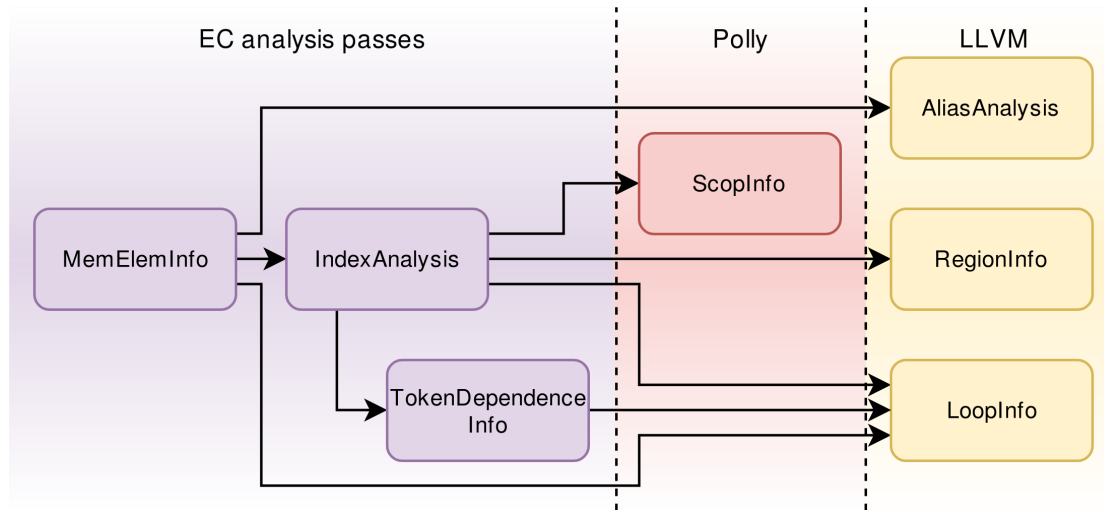 EC analysis passes
Polly
LLVM
AliasAnalysis
ScopInfo
MemElemInfo
IndexAnalysis
RegionInfo
TokenDependence
Info
LoopInfo